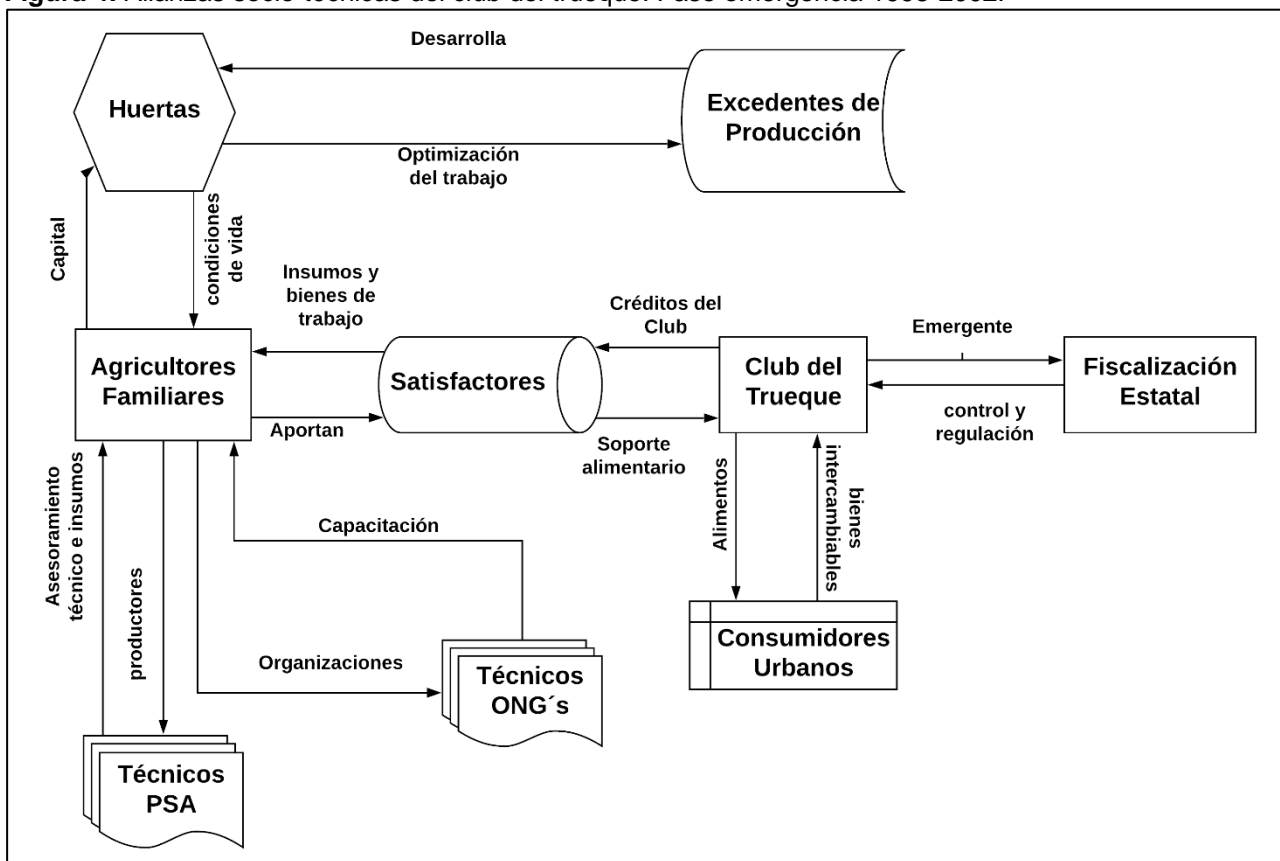 Desarrolla
Huertas
Excedentes de
Producción
Optimización
del trabajo
Capital
condiciones
de vida
Insumos y
bienes de
trabajo
Créditos del
Club
Emergente
Agricultores
Familiares
Satisfactores
Club del
Trueque
Fiscalización
Estatal
Aportan
Soporte
alimentario
control y
regulación
Asesoramiento
técnico e insumos
productores
Capacitación
Alimentos
bienes
intercambiables
Organizaciones
Técnicos
ONG´s
Consumidores
Urbanos
Técnicos
PSA